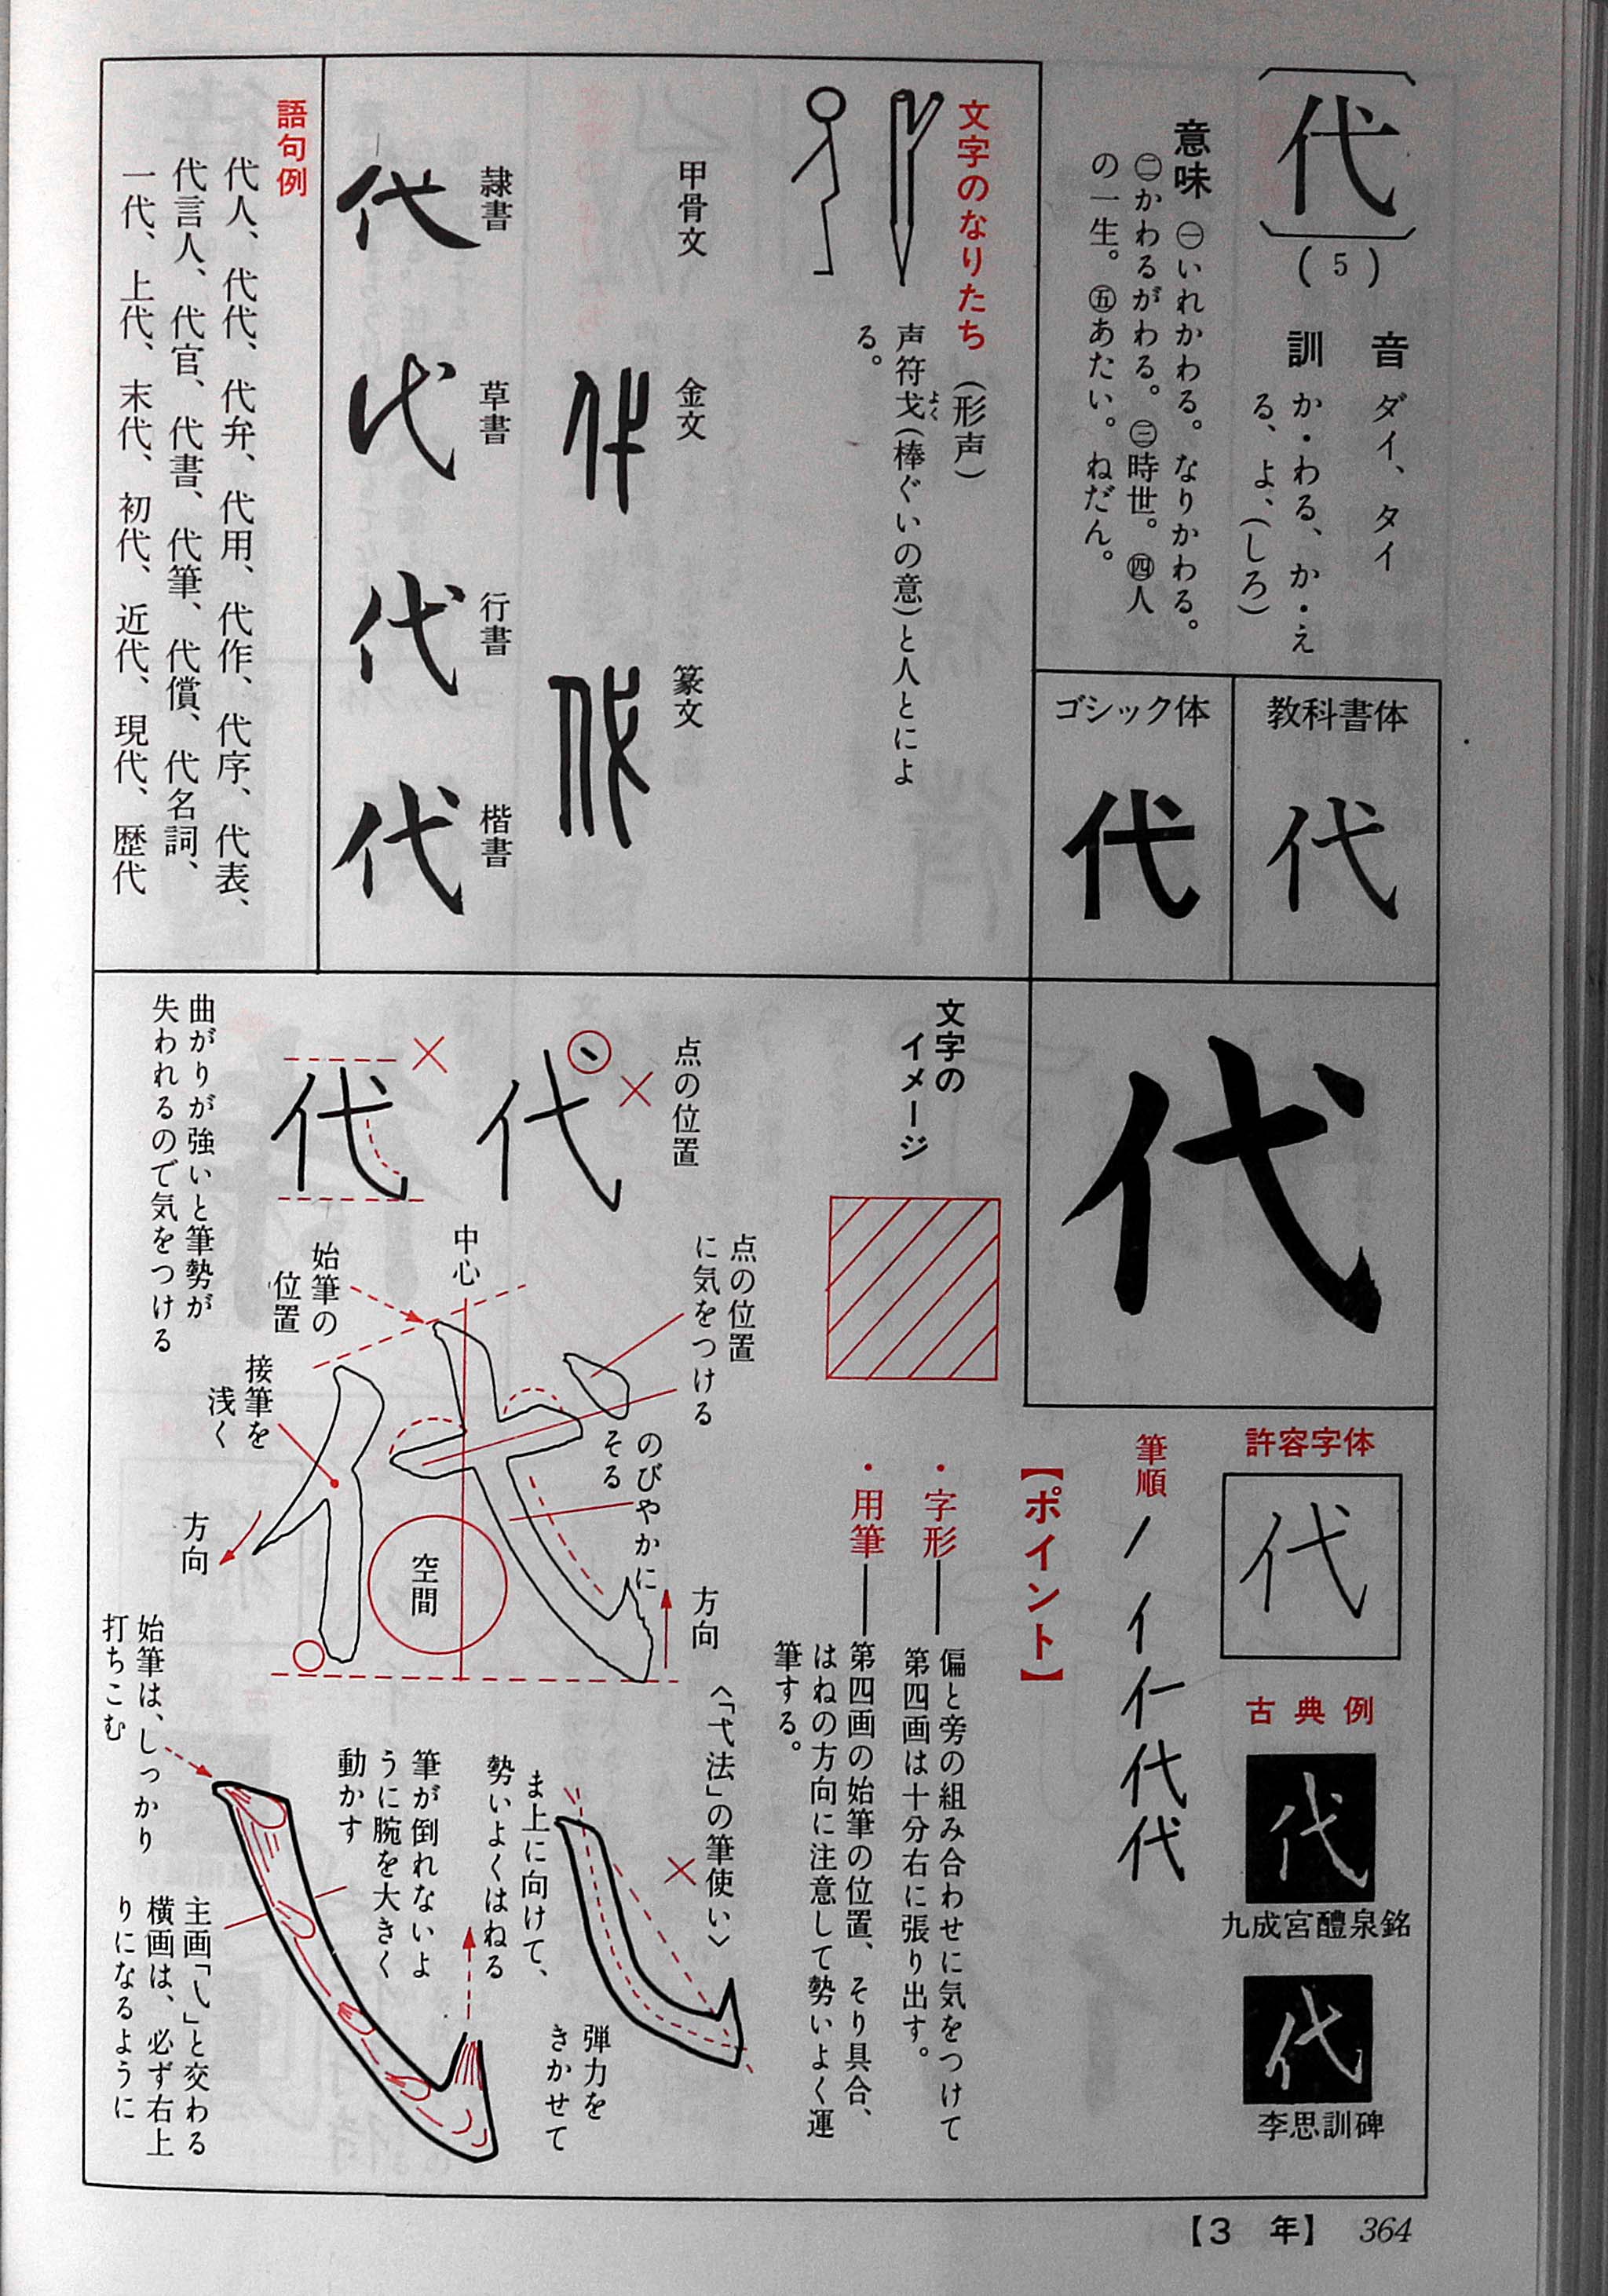 代
(5)
音 ダイ、タイ
訓 か・わる、か・え
る、よ、(しろ)
意味 ㊀いれかわる。なりかわる。
㊁かわるがわる。㊂時世。㊃人
の一生。㊄あたい。ねだん。
教科書体
代
ゴシック体
代
代
文字のなりたち (形声)
声符弋(棒ぐいの意)と人とによ
よく
る。
甲骨文
金文
篆文
隷書
代
草書
代
行書
代
楷書
代
語句例
代人、代代、代弁、代用、代作、代序、代表、
代言人、代官、代書、代筆、代償、代名詞、
一代、上代、末代、初代、近代、現代、歴代
許容字体
代
古典例
代
九成宮醴泉銘
代
李思訓碑
筆順 ノ イ 仁 代 代
【ポイント】
・字形——偏と旁の組み合わせに気をつけて
第四画は十分右に張り出す。
・用筆——第四画の始筆の位置、そり具合、
はねの方向に注意して勢いよく運
筆する。
文字の
イメージ
点の位置
代
代
曲がりが強いと筆勢が
失われるので気をつける
点の位置
に気をつける
中心
始筆の
位置
接筆を
浅く
のびやかに
そる
方向
空間
方向
〈「弋法」の筆使い〉
ま上に向けて、
勢いよくはねる
弾力を
きかせて
筆が倒れないよ
うに腕を大きく
動かす
始筆は、しっかり
打ちこむ
主画「㇂」と交わる
横画は、必ず右上
りになるように
【3 年】 364